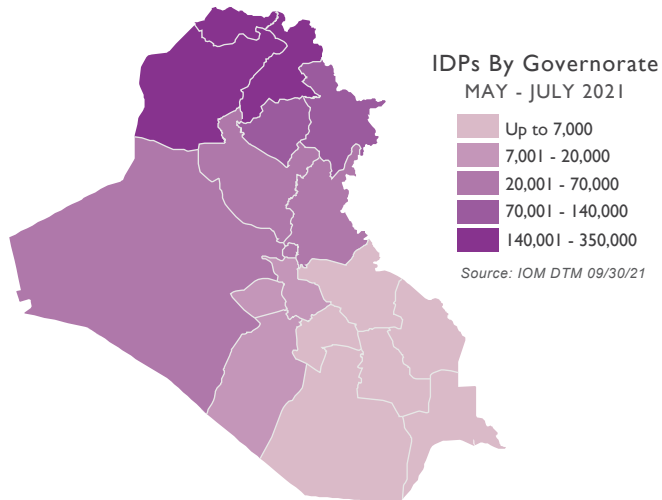 IDPs By Governorate
MAY - JULY 2021
Up to 7,000
7,001 - 20,000
20,001 - 70,000
70,001 - 140,000
140,001 - 350,000
Source: IOM DTM 09/30/21